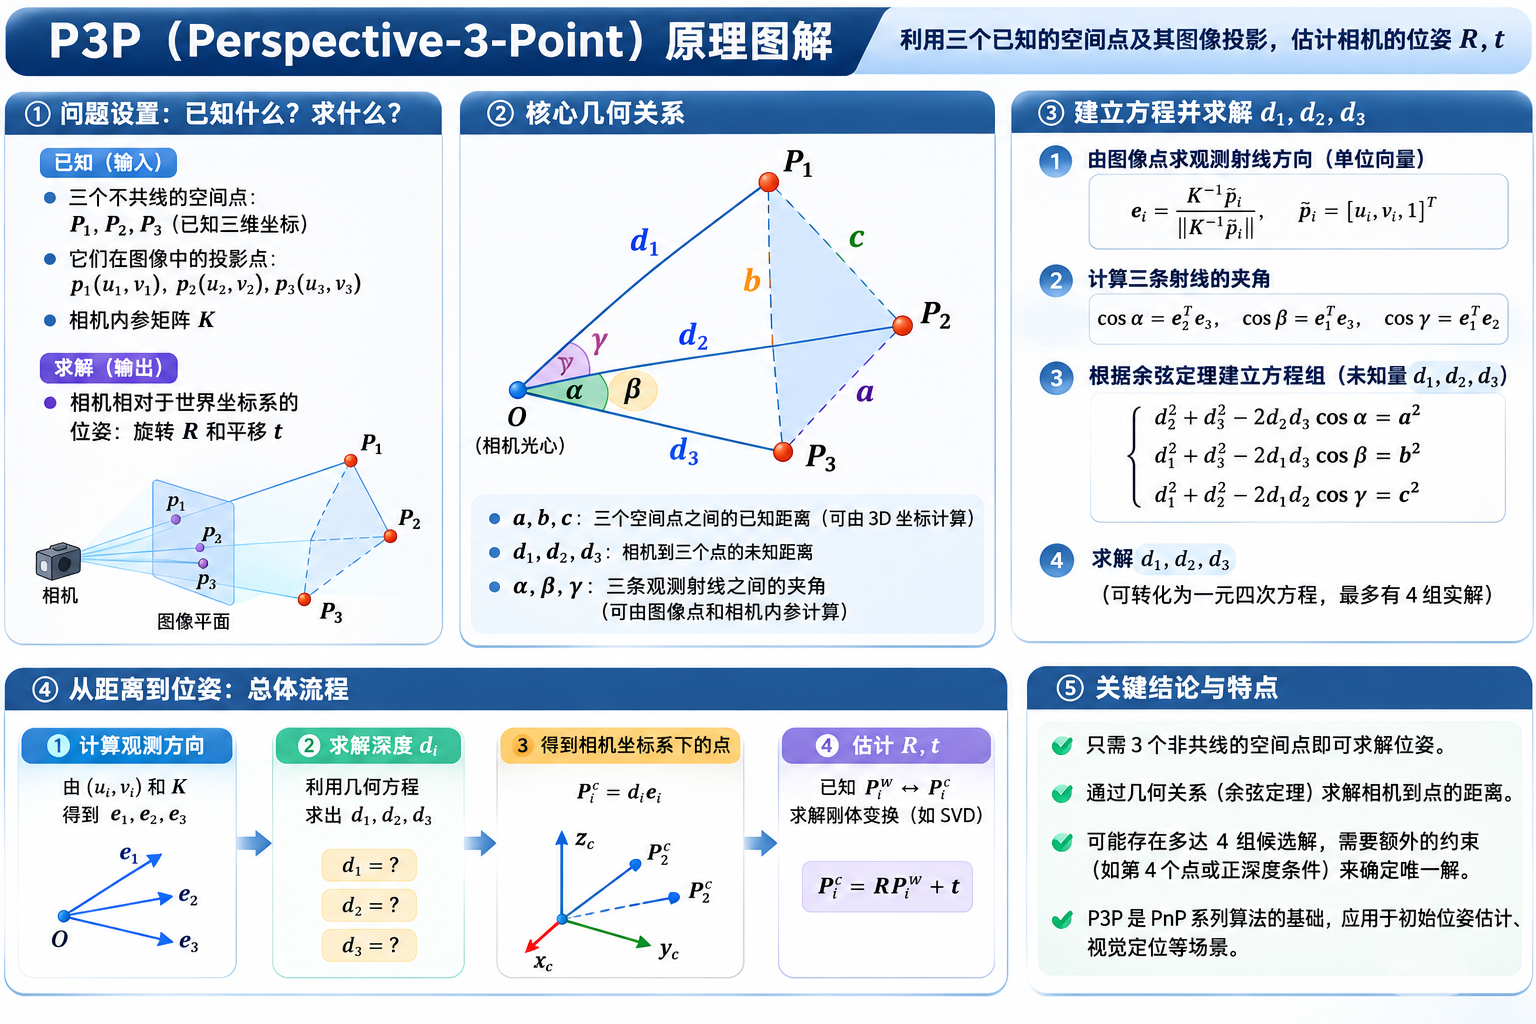 P3P（Perspective-3-Point）原理图解
利用三个已知的空间点及其图像投影，估计相机的位姿 R, t
① 问题设置：已知什么？求什么？
已知（输入）
三个不共线的空间点：
P₁, P₂, P₃（已知三维坐标）
它们在图像中的投影点：
p₁(u₁, v₁), p₂(u₂, v₂), p₃(u₃, v₃)
相机内参矩阵 K
求解（输出）
相机相对于世界坐标系的
位姿：旋转 R 和平移 t
P₁
p₁
P₂
p₂
p₃
相机
P₃
图像平面
② 核心几何关系
P₁
d₁
c
b
P₂
d₂
γ
γ
α
β
a
O
（相机光心）
d₃
P₃
a, b, c：三个空间点之间的已知距离（可由 3D 坐标计算）
d₁, d₂, d₃：相机到三个点的未知距离
α, β, γ：三条观测射线之间的夹角
（可由图像点和相机内参计算）
③ 建立方程并求解 d₁, d₂, d₃
1 由图像点求观测射线方向（单位向量）
eᵢ = K⁻¹p̃ᵢ / ||K⁻¹p̃ᵢ||, p̃ᵢ = [uᵢ, vᵢ, 1]ᵀ
2 计算三条射线的夹角
cos α = e₂ᵀe₃, cos β = e₁ᵀe₃, cos γ = e₁ᵀe₂
3 根据余弦定理建立方程组（未知量 d₁, d₂, d₃）
d₂² + d₃² − 2d₂d₃ cos α = a²
d₁² + d₃² − 2d₁d₃ cos β = b²
d₁² + d₂² − 2d₁d₂ cos γ = c²
4 求解 d₁, d₂, d₃
（可转化为一元四次方程，最多有 4 组实解）
④ 从距离到位姿：总体流程
1 计算观测方向
由 (uᵢ, vᵢ) 和 K
得到 e₁, e₂, e₃
e₁
e₂
O
e₃
2 求解深度 dᵢ
利用几何方程
求出 d₁, d₂, d₃
d₁ = ?
d₂ = ?
d₃ = ?
3 得到相机坐标系下的点
Pᵢᶜ = dᵢeᵢ
z_c
P₂ᶜ
P₂ᶜ
y_c
x_c
4 估计 R, t
已知 Pᵢʷ ↔ Pᵢᶜ
求解刚体变换（如 SVD）
Pᵢᶜ = RPᵢʷ + t
⑤ 关键结论与特点
只需 3 个非共线的空间点即可求解位姿。
通过几何关系（余弦定理）求解相机到点的距离。
可能存在多达 4 组候选解，需要额外的约束
（如第 4 个点或正深度条件）来确定唯一解。
P3P 是 PnP 系列算法的基础，应用于初始位姿估计、
视觉定位等场景。